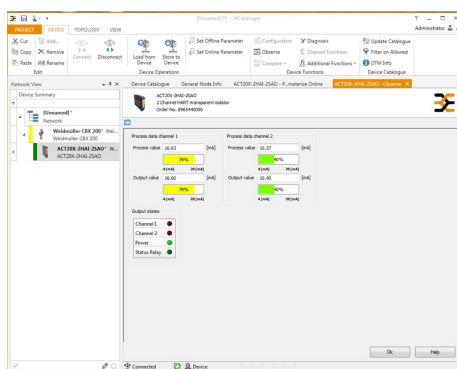 [Unnamed] (*) - WI-Manager
PROJECT DEVICE TOPOLOGY VIEW
Administrator
Cut Add...
Copy Remove
Paste Rename
Edit
Connect Disconnect
Load from Device
Store to Device
Device Operations
Set Offline Parameter
Set Online Parameter
Configuration Diagnosis
Observe Channel Functions
Compare Additional Functions
Device Functions
Update Catalogue
Filter on Allowed
DTM Info
Device Catalogue
Network View
Device Summary
[Unnamed] *
Network
Weidmüller CBX 200* Wei...
Weidmüller CBX 200
ACT20X-2HAI-2SAO* W...
ACT20X-2HAI-2SAO
Device Catalogue General Node Info ACT20X-2HAI-2SAO - P...metarize Online ACT20X-2HAI-2SAO - Observe
ACT20X-2HAI-2SAO
2 Channel HART-transparent isolator
Order-No. 8965440000
Process data channel 1 Process data channel 2
Process value 16.63 [mA] Process value 10.37 [mA]
79% 40%
4 [mA] 20 [mA] 4 [mA] 20 [mA]
Output value 16.60 [mA] Output value 10.40 [mA]
79% 40%
4 [mA] 20 [mA] 4 [mA] 20 [mA]
Output states
Channel 1
Channel 2
Power
Status Relay
Ok Help
Connected Device